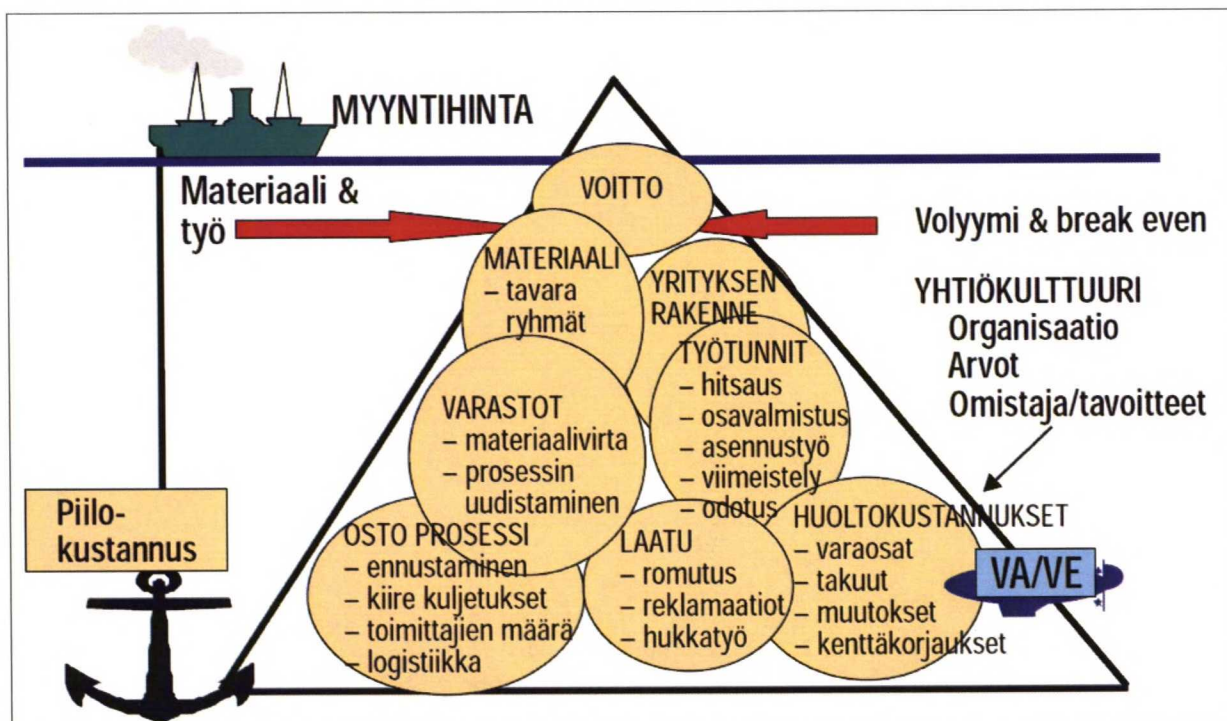 MYYNTIHINTA
Materiaali &
työ
VOITTO
Volyymi & break even
MATERIAALI
– tavara
ryhmät
YRITYKSEN
RAKENNE
YHTIÖKULTTUURI
Organisaatio
Arvot
Omistaja/tavoitteet
TYÖTUNNIT
– hitsaus
– osavalmistus
– asennustyö
– viimeistely
– odotus
VARASTOT
– materiaalivirta
– prosessin
uudistaminen
Piilo-
kustannus
OSTO PROSESSI
– ennustaminen
– kiire kuljetukset
– toimittajien määrä
– logistiikka
LAATU
– romutus
– reklamaatiot
– hukkatyö
HUOLTOKUSTANNUKSET
– varaosat
– takuut
– muutokset
– kenttäkorjaukset
VA/VE